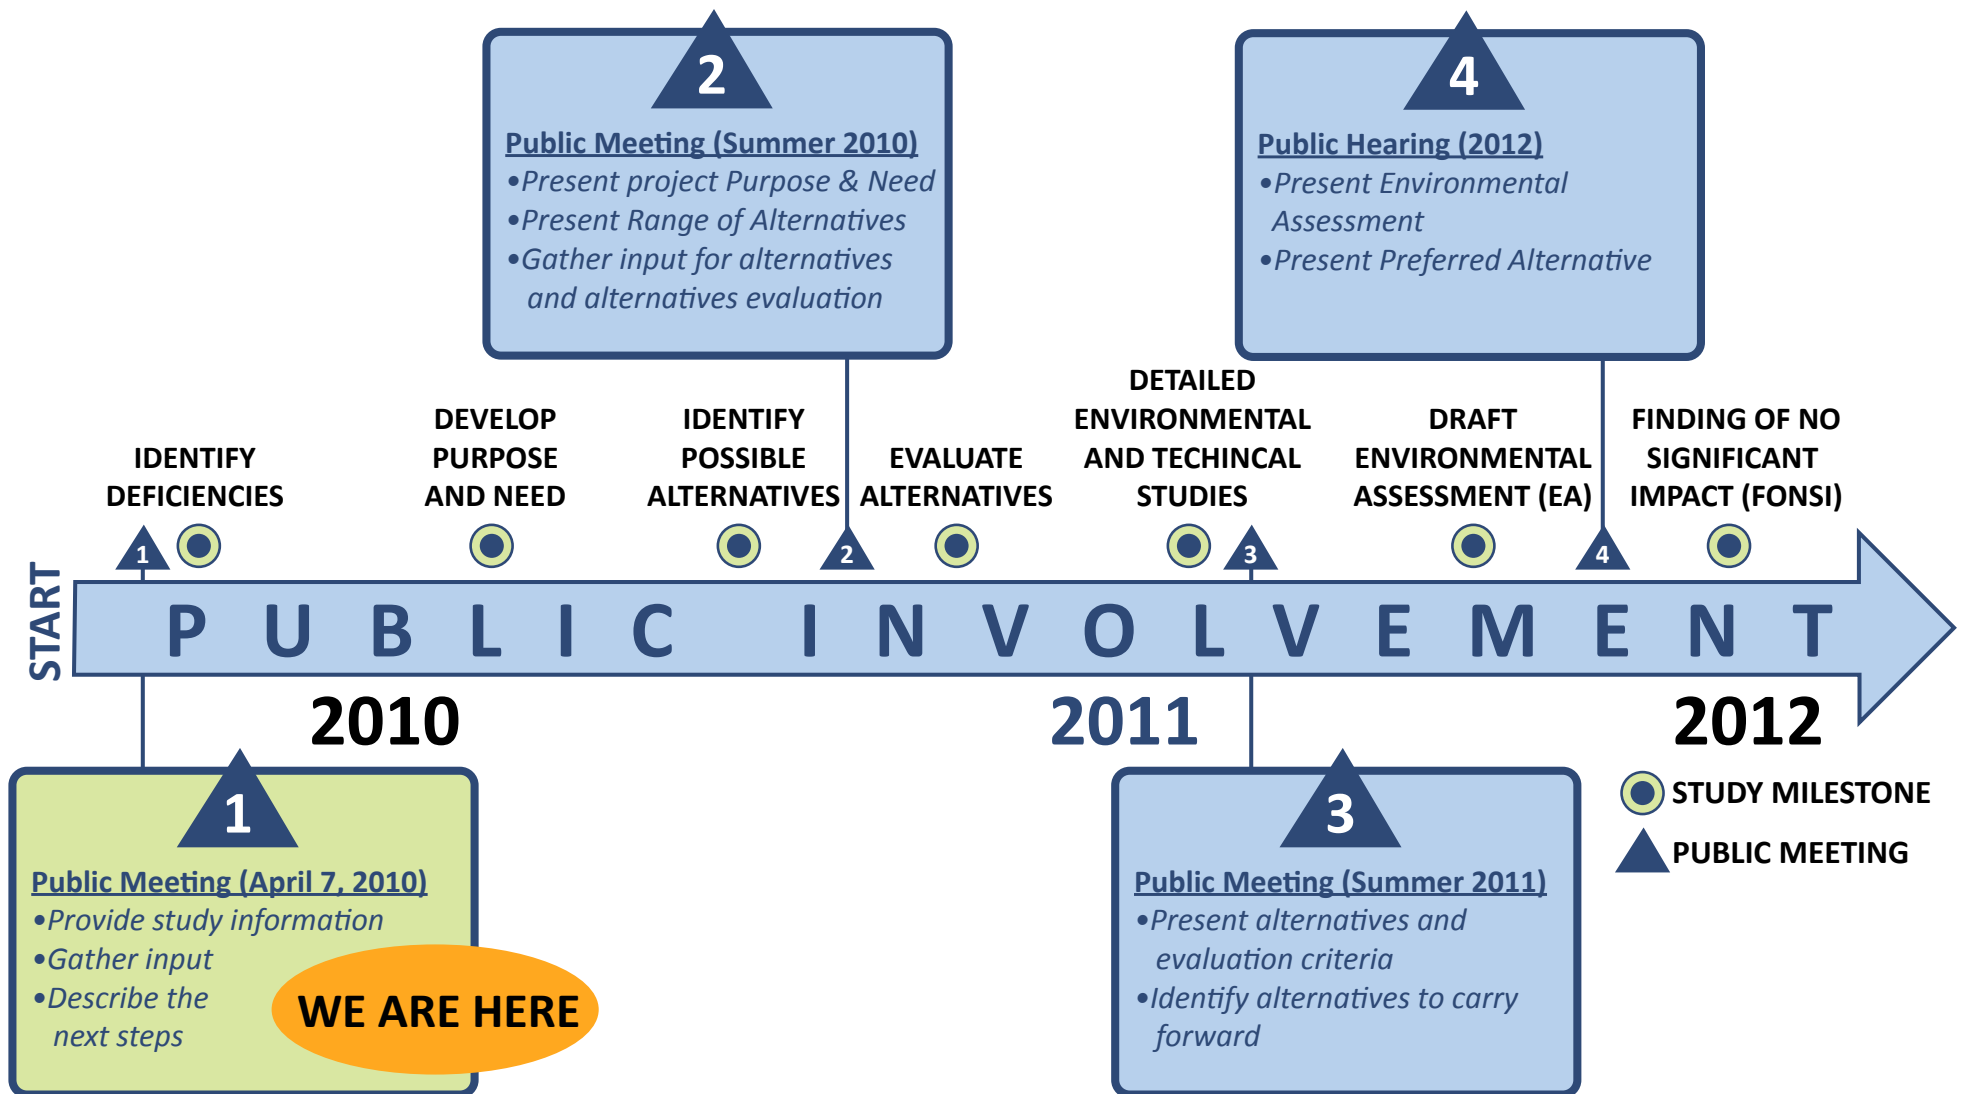 2
Public Meeting (Summer 2010)
•Present project Purpose & Need
•Present Range of Alternatives
•Gather input for alternatives
and alternatives evaluation
4
Public Hearing (2012)
•Present Environmental
Assessment
•Present Preferred Alternative
IDENTIFY
DEFICIENCIES
DEVELOP
PURPOSE
AND NEED
IDENTIFY
POSSIBLE
ALTERNATIVES
EVALUATE
ALTERNATIVES
DETAILED
ENVIRONMENTAL
AND TECHINCAL
STUDIES
DRAFT
ENVIRONMENTAL
ASSESSMENT (EA)
FINDING OF NO
SIGNIFICANT
IMPACT (FONSI)
1
2
3
4
START
PUBLIC INVOLVEMENT
2010
2011
2012
1
Public Meeting (April 7, 2010)
•Provide study information
•Gather input
•Describe the
next steps
WE ARE HERE
3
Public Meeting (Summer 2011)
•Present alternatives and
evaluation criteria
•Identify alternatives to carry
forward
STUDY MILESTONE
PUBLIC MEETING